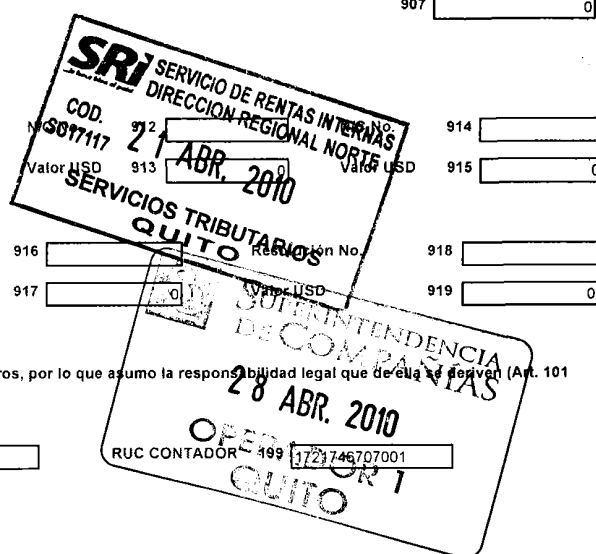 907 0
SRi SERVICIO DE RENTAS INTERNAS
DIRECCION REGIONAL NORTE
COD.
SC17117
21 ABR. 2010
SERVICIOS TRIBUTARIOS
QUITO
912 No. 914
Valor USD 913 0 Valor USD 915 0
916 Resolución No. 918
917 0 Valor USD 919 0
SUPERINTENDENCIA
DE COMPAÑÍAS
ros, por lo que asumo la responsabilidad legal que de ella se deriven (Art. 101
28 ABR. 2010
OPERADOR 1
QUITO
RUC CONTADOR 199 1721746707001